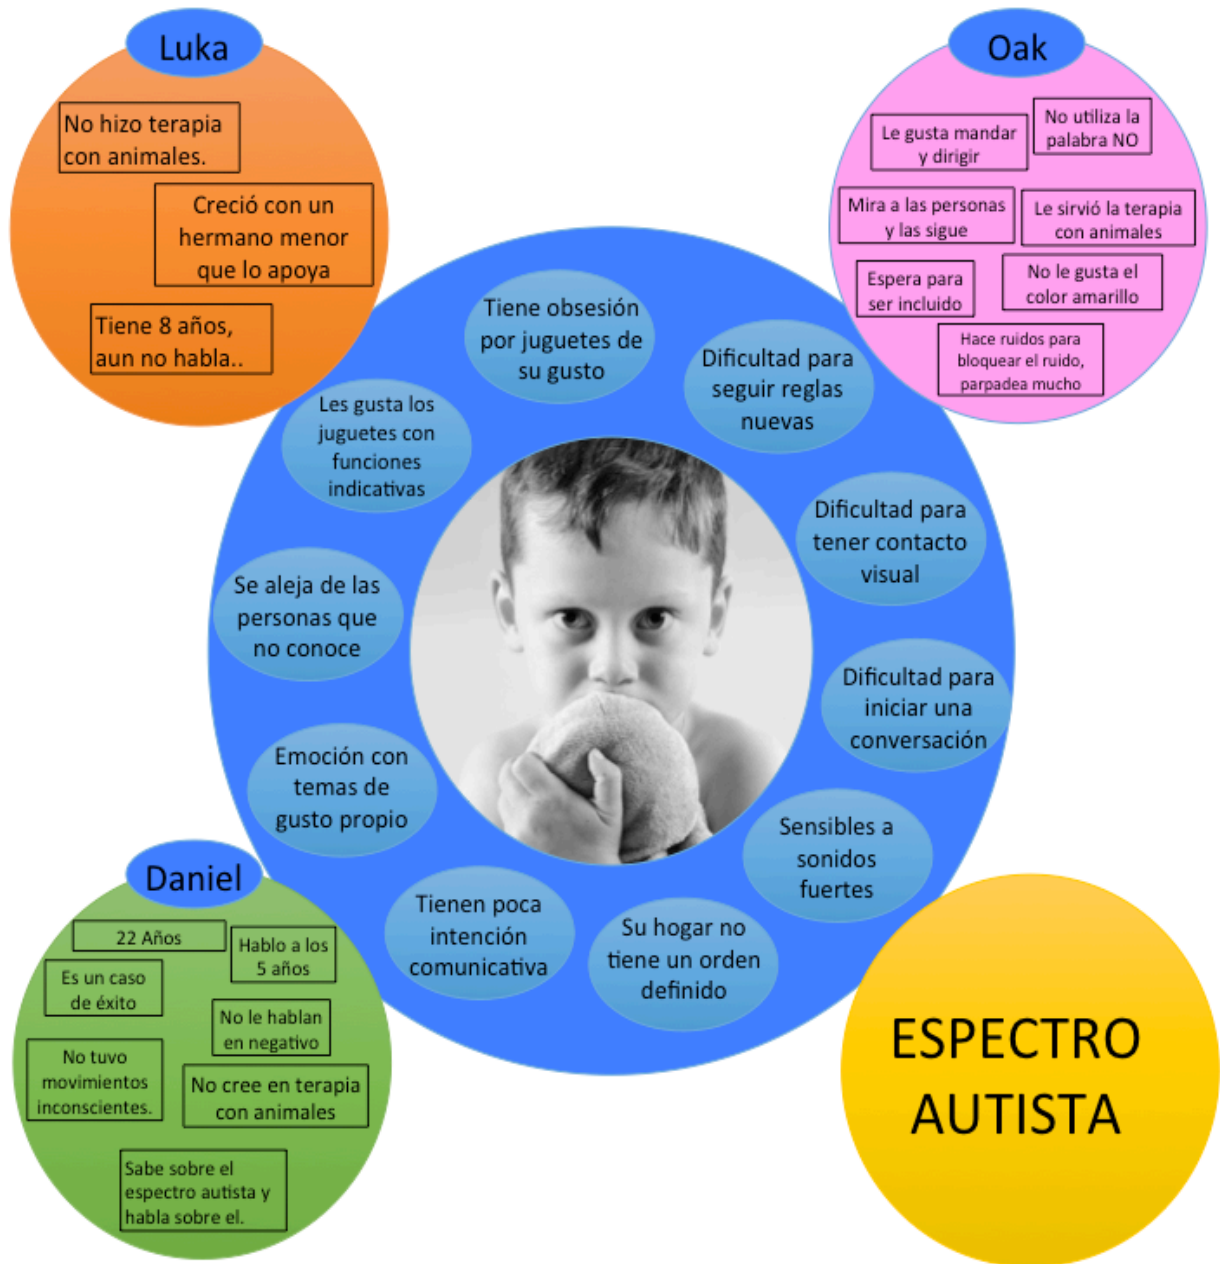 Luka
No hizo terapia
con animales.
Creció con un
hermano menor
que lo apoya
Tiene 8 años,
aun no habla..
Oak
Le gusta mandar
y dirigir
No utiliza la
palabra NO
Mira a las personas
y las sigue
Le sirvió la terapia
con animales
Espera para
ser incluido
No le gusta el
color amarillo
Hace ruidos para
bloquear el ruido,
parpadea mucho
Tiene obsesión
por juguetes de
su gusto
Dificultad para
seguir reglas
nuevas
Dificultad para
tener contacto
visual
Dificultad para
iniciar una
conversación
Sensibles a
sonidos
fuertes
Su hogar no
tiene un orden
definido
Tienen poca
intención
comunicativa
Emoción con
temas de
gusto propio
Se aleja de las
personas que
no conoce
Les gusta los
juguetes con
funciones
indicativas
Daniel
22 Años
Hablo a los
5 años
Es un caso
de éxito
No le hablan
en negativo
No tuvo
movimientos
inconscientes.
No cree en terapia
con animales
Sabe sobre el
espectro autista y
habla sobre el.
ESPECTRO
AUTISTA